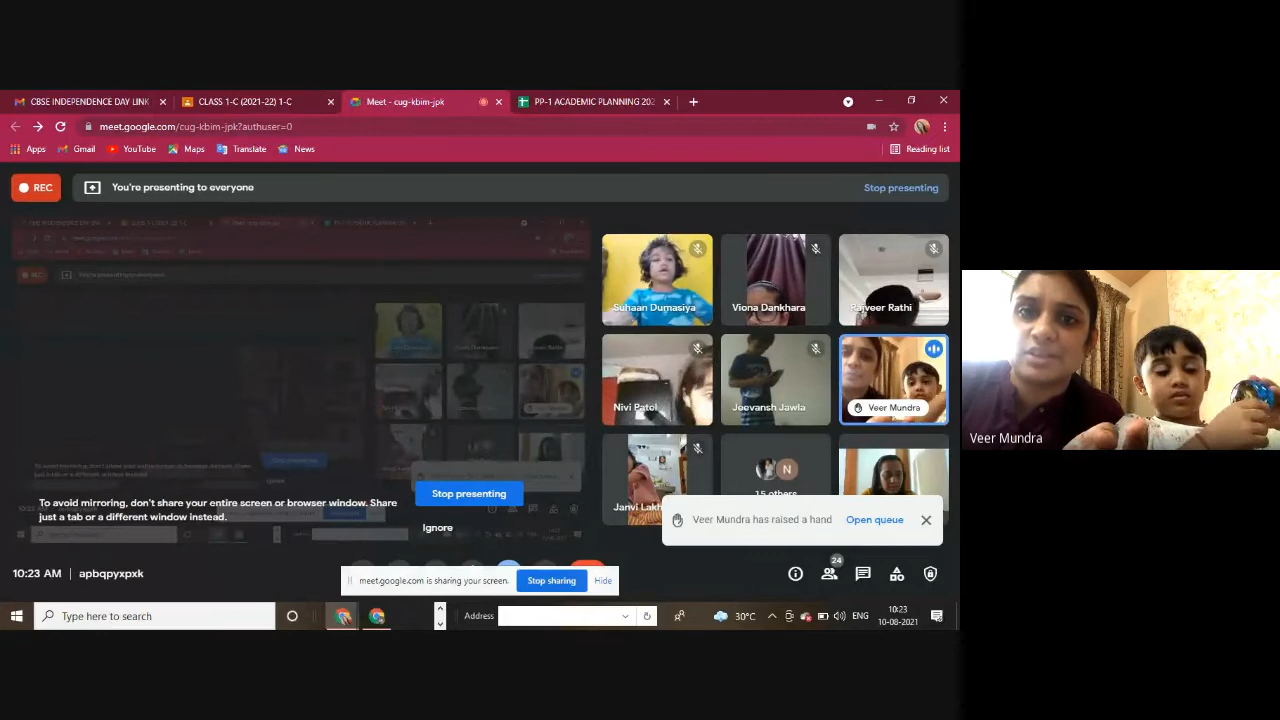 CBSE INDEPENDENCE DAY LINK
CLASS 1-C (2021-22) 1-C
Meet - cug-kbim-jpk
PP-1 ACADEMIC PLANNING 202
meet.google.com/cug-kbim-jpk?authuser=0
Apps
Gmail
YouTube
Maps
Translate
News
Reading list
REC
You're presenting to everyone
Stop presenting
Suhaan Dumasiya
Viona Dankhara
Rajveer Rathi
Nivi Patel
Jeevansh Jawla
Veer Mundra
Janvi Lakh
N
15 others
Veer Mundra has raised a hand
Open queue
To avoid mirroring, don't share your entire screen or browser window. Share
just a tab or a different window instead.
Stop presenting
Ignore
10:23 AM | apbqpyxpxk
meet.google.com is sharing your screen.
Stop sharing
Hide
24
Type here to search
Address
30°C
ENG
10:23
10-08-2021
Veer Mundra